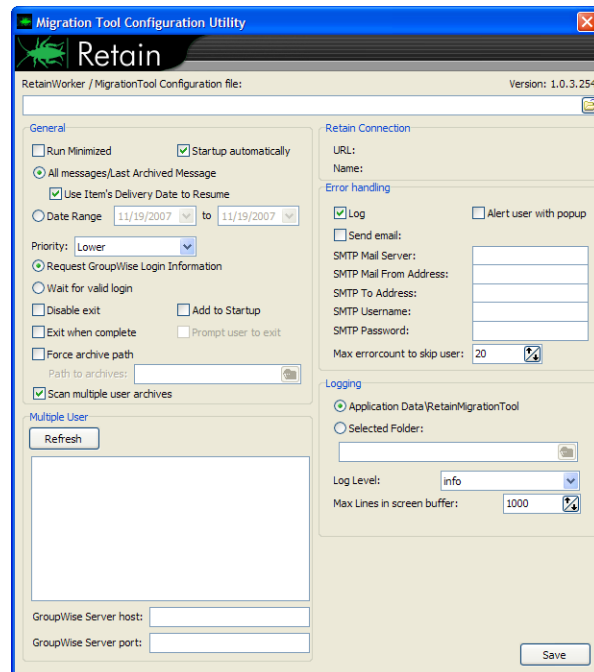 Migration Tool Configuration Utility
Retain
RetainWorker / MigrationTool Configuration file:
Version: 1.0.3.254
General
Run Minimized
Startup automatically
All messages/Last Archived Message
Use Item's Delivery Date to Resume
Date Range 11/19/2007 to 11/19/2007
Priority: Lower
Request GroupWise Login Information
Wait for valid login
Disable exit
Add to Startup
Exit when complete
Prompt user to exit
Force archive path
Path to archives:
Scan multiple user archives
Multiple User
Refresh
GroupWise Server host:
GroupWise Server port:
Retain Connection
URL:
Name:
Error handling
Log
Alert user with popup
Send email:
SMTP Mail Server:
SMTP Mail From Address:
SMTP To Address:
SMTP Username:
SMTP Password:
Max errorcount to skip user: 20
Logging
Application Data\RetainMigrationTool
Selected Folder:
Log Level: info
Max Lines in screen buffer: 1000
Save